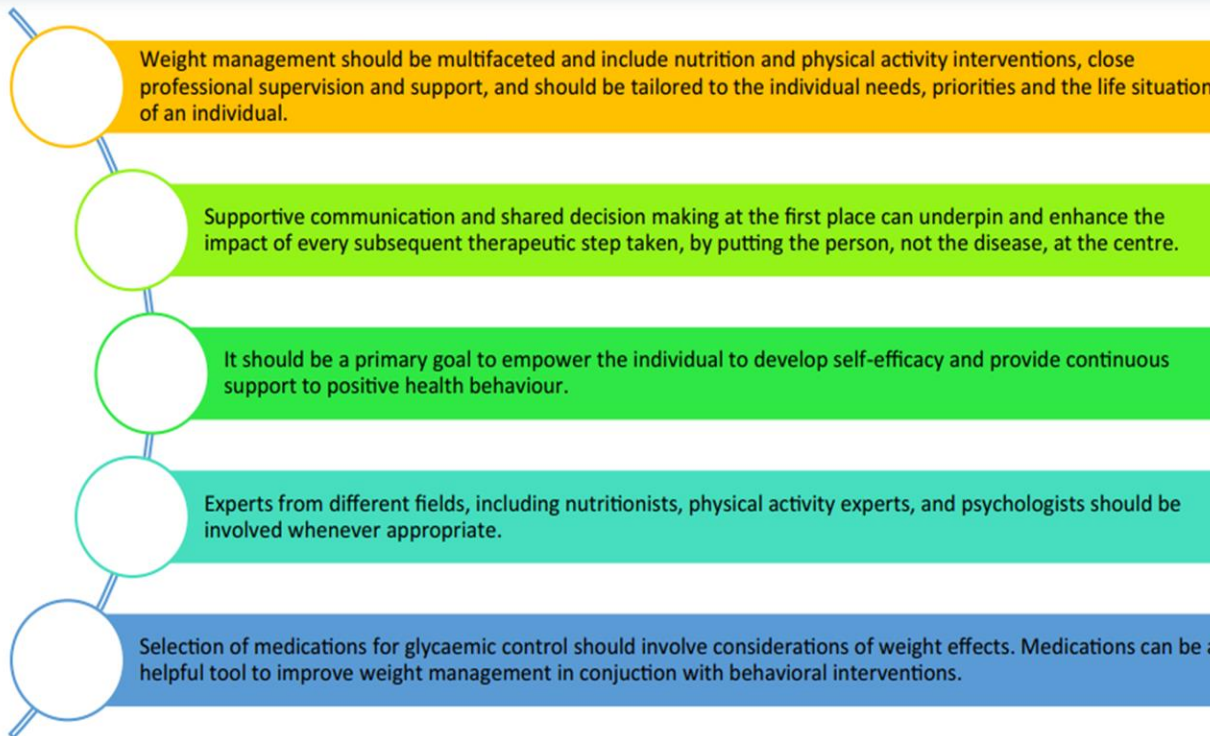 Weight management should be multifaceted and include nutrition and physical activity interventions, close
professional supervision and support, and should be tailored to the individual needs, priorities and the life situation
of an individual.
Supportive communication and shared decision making at the first place can underpin and enhance the
impact of every subsequent therapeutic step taken, by putting the person, not the disease, at the centre.
It should be a primary goal to empower the individual to develop self-efficacy and provide continuous
support to positive health behaviour.
Experts from different fields, including nutritionists, physical activity experts, and psychologists should be
involved whenever appropriate.
Selection of medications for glycaemic control should involve considerations of weight effects. Medications can be a
helpful tool to improve weight management in conjuction with behavioral interventions.